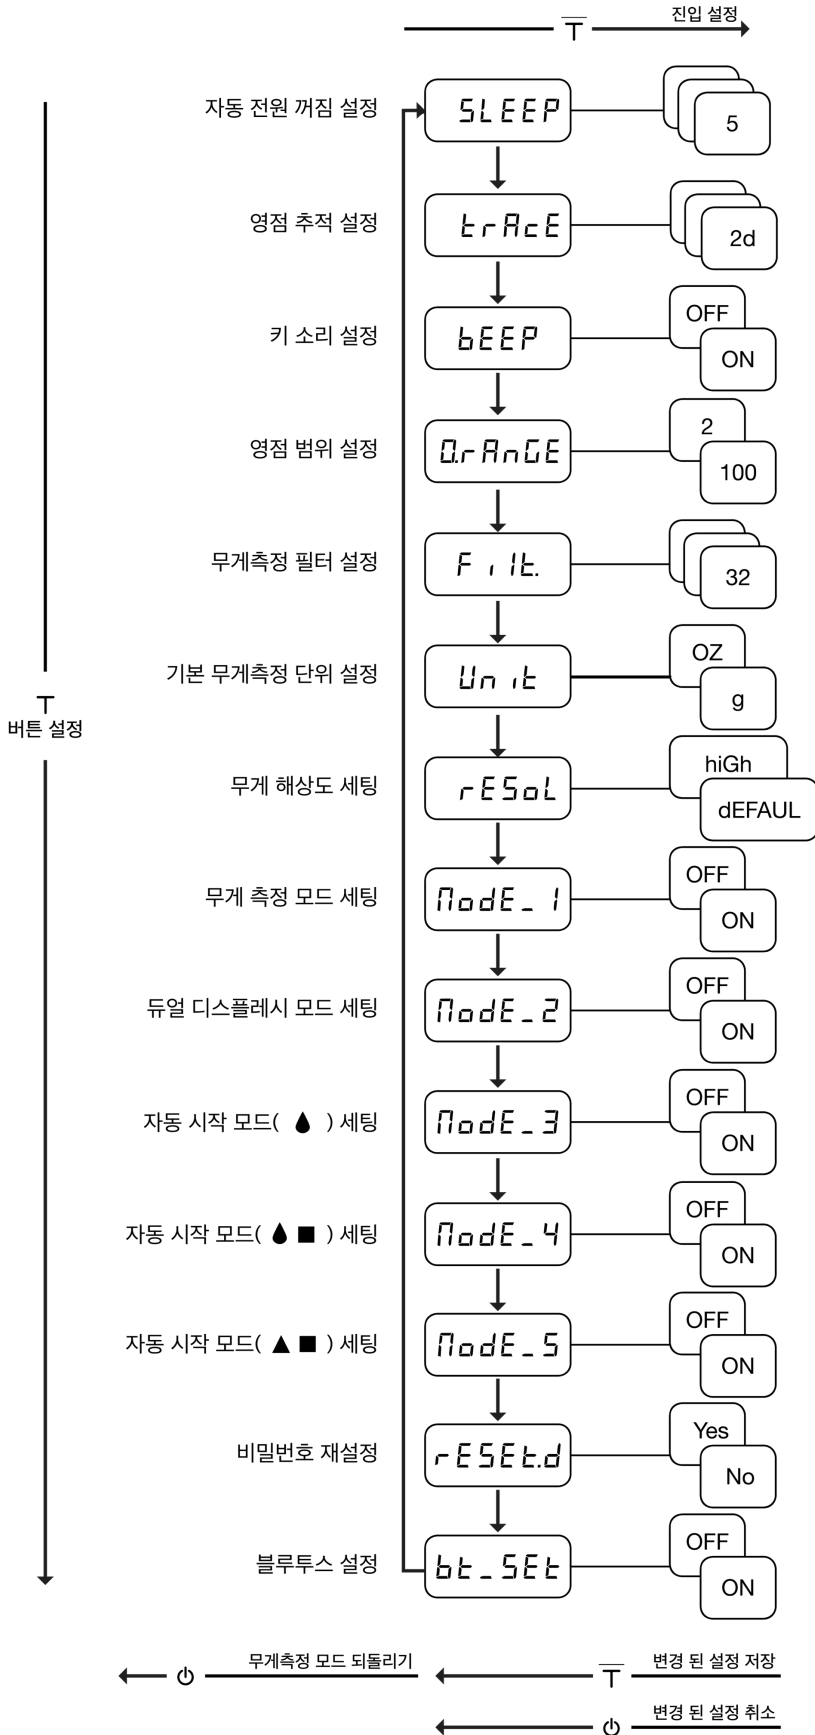 진입 설정
T
자동 전원 꺼짐 설정 SLEEP 5
영점 추적 설정 trAcE 2d
키 소리 설정 bEEP OFF ON
영점 범위 설정 0.rAnGE 2 100
무게측정 필터 설정 Filt. 32
기본 무게측정 단위 설정 Unit OZ g
T
버튼 설정
무게 해상도 세팅 rESoL hiGh dEFAUL
무게 측정 모드 세팅 ModE_1 OFF ON
듀얼 디스플레시 모드 세팅 ModE_2 OFF ON
자동 시작 모드( ) 세팅 ModE_3 OFF ON
자동 시작 모드( ■ ) 세팅 ModE_4 OFF ON
자동 시작 모드( ▲ ■ ) 세팅 ModE_5 OFF ON
비밀번호 재설정 rESEt.d Yes No
블루투스 설정 bt_SEt OFF ON
무게측정 모드 되돌리기
T 변경 된 설정 저장
변경 된 설정 취소